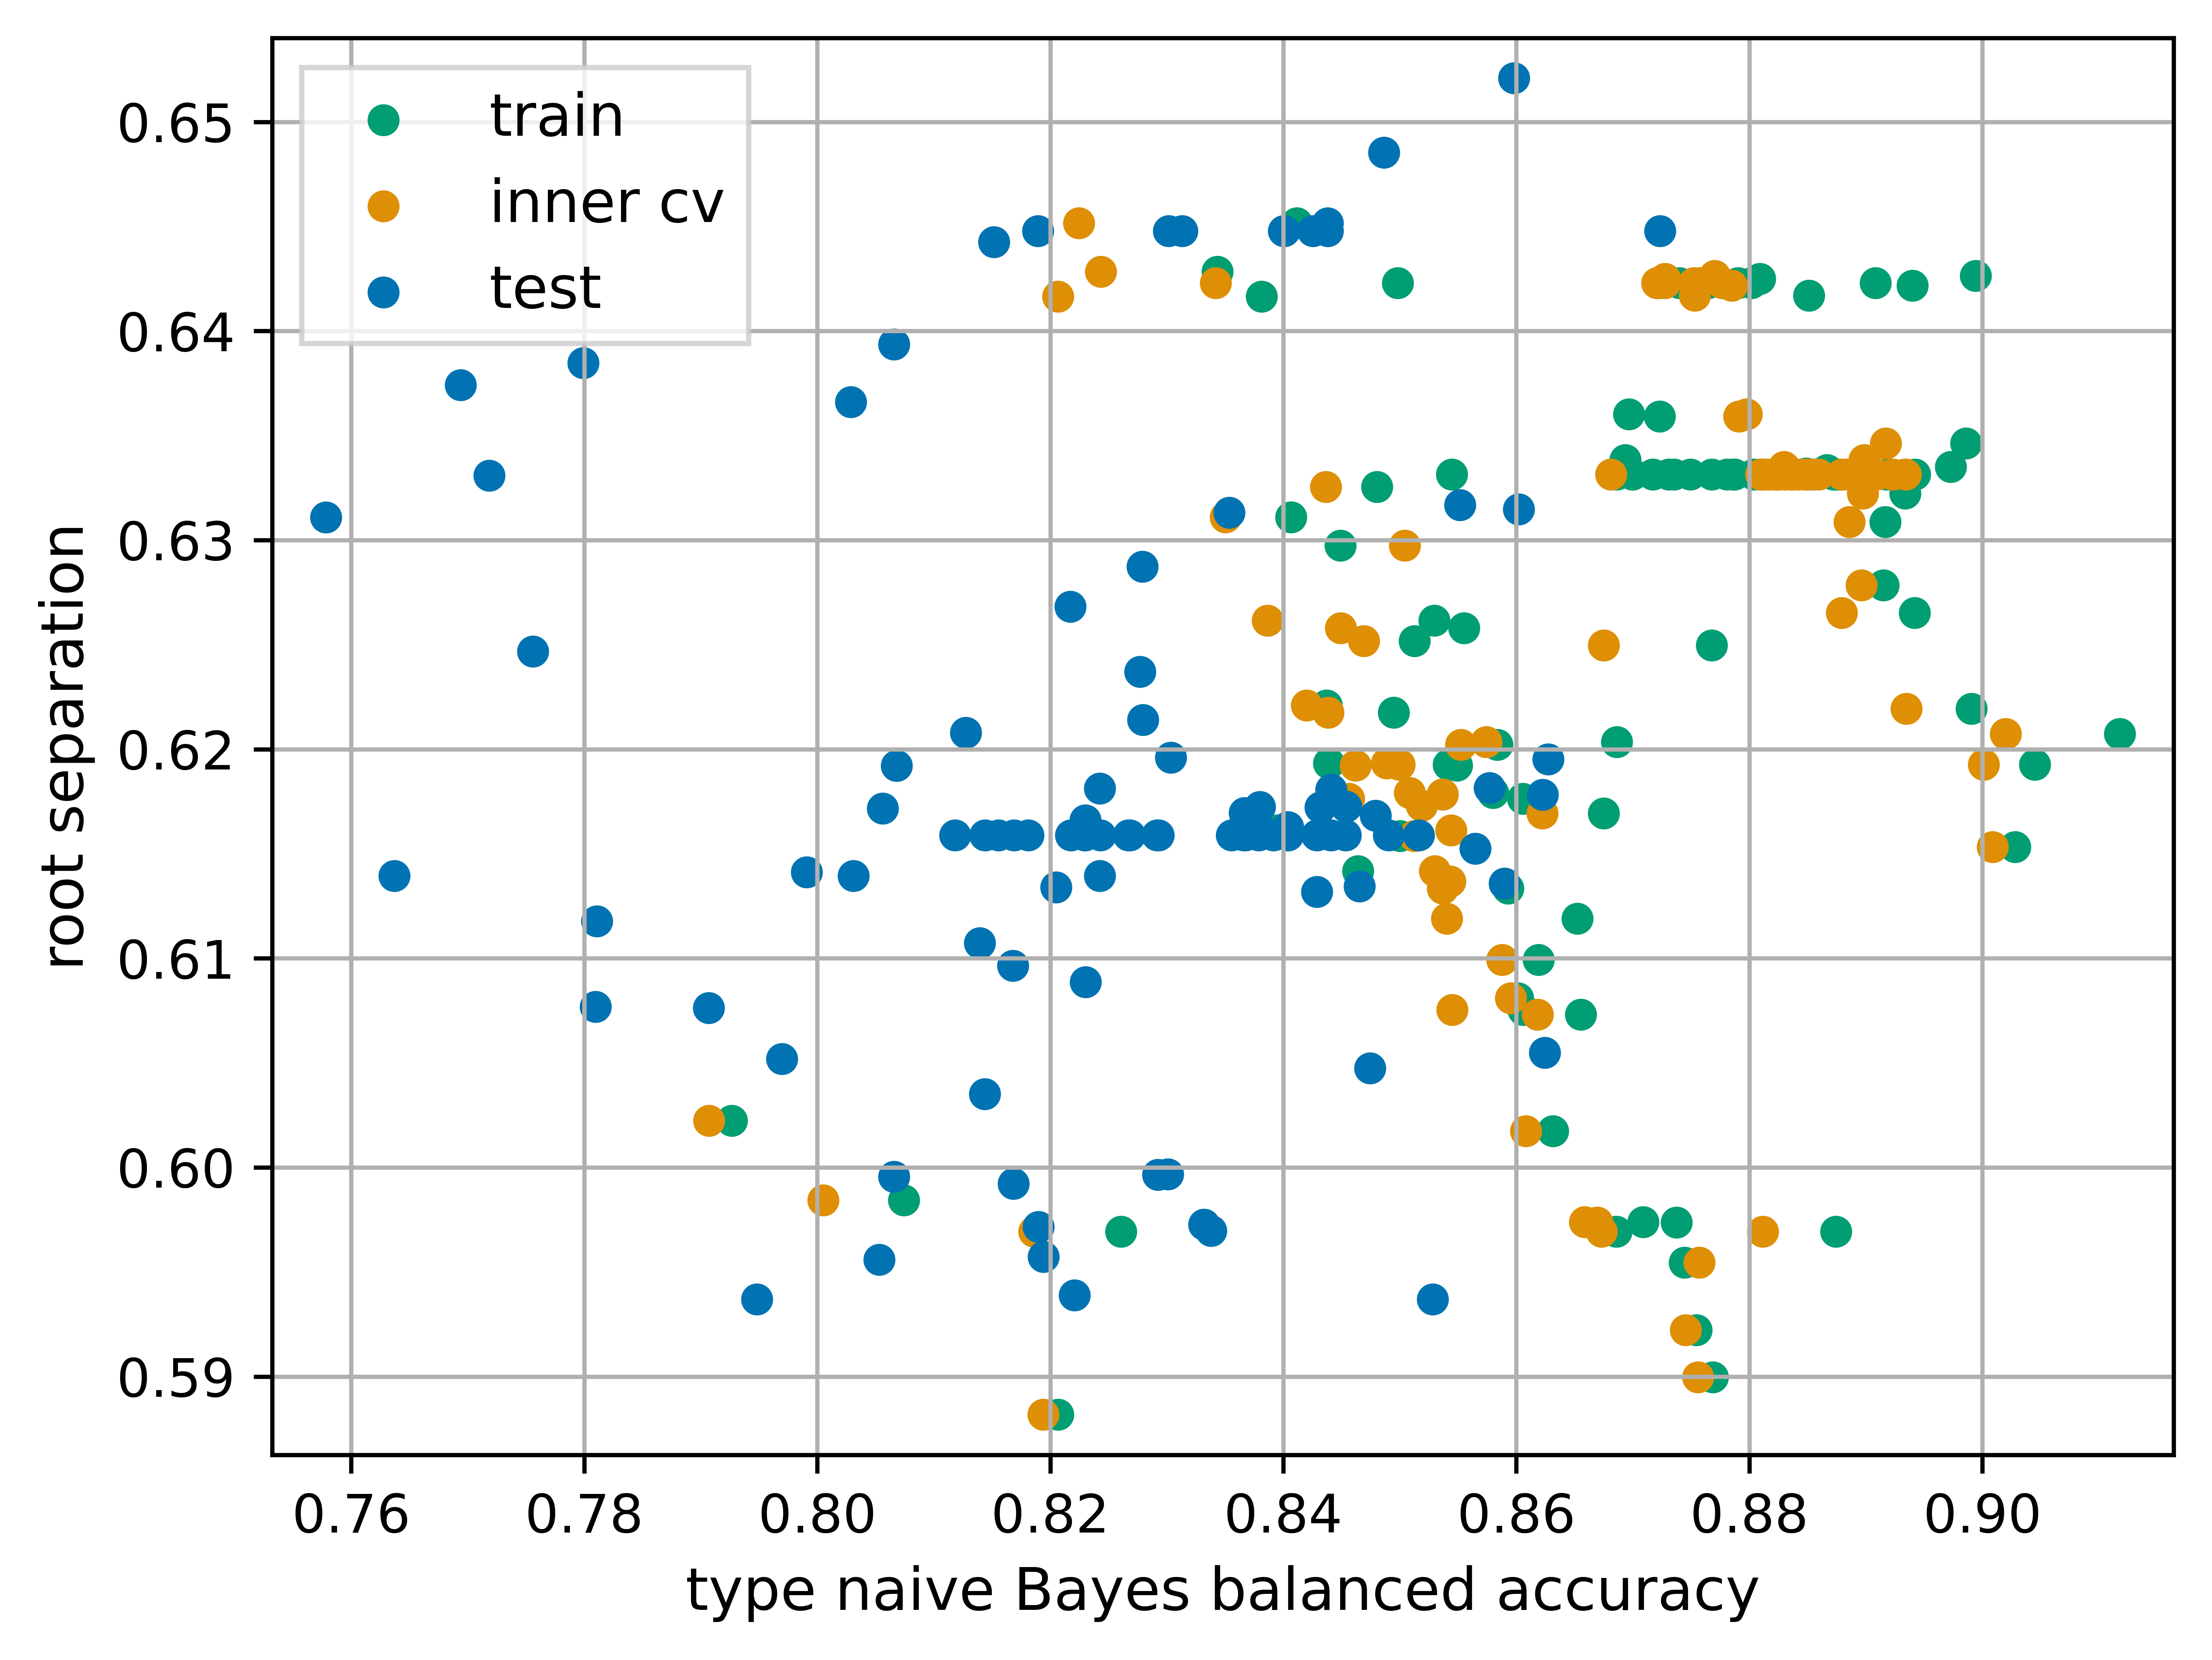 train
inner cv
test
0.65
0.64
0.63
0.62
0.61
0.60
0.59
root separation
0.76 0.78 0.80 0.82 0.84 0.86 0.88 0.90
type naive Bayes balanced accuracy